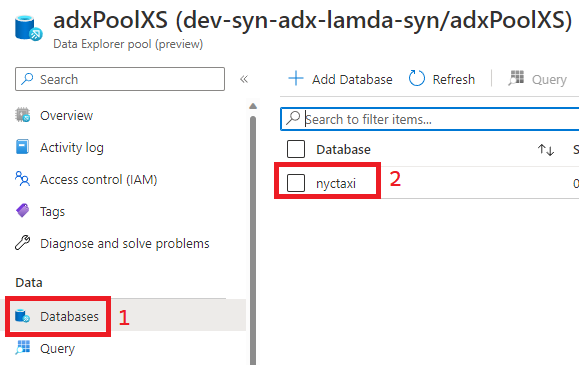 adxPoolXS (dev-syn-adx-lamda-syn/adxPoolXS)
Data Explorer pool (preview)
Search
«
Add Database
Refresh
Query
Overview
Activity log
Access control (IAM)
Tags
Diagnose and solve problems
Data
Databases
1
Query
Search to filter items...
Database
S
nyctaxi
2
0